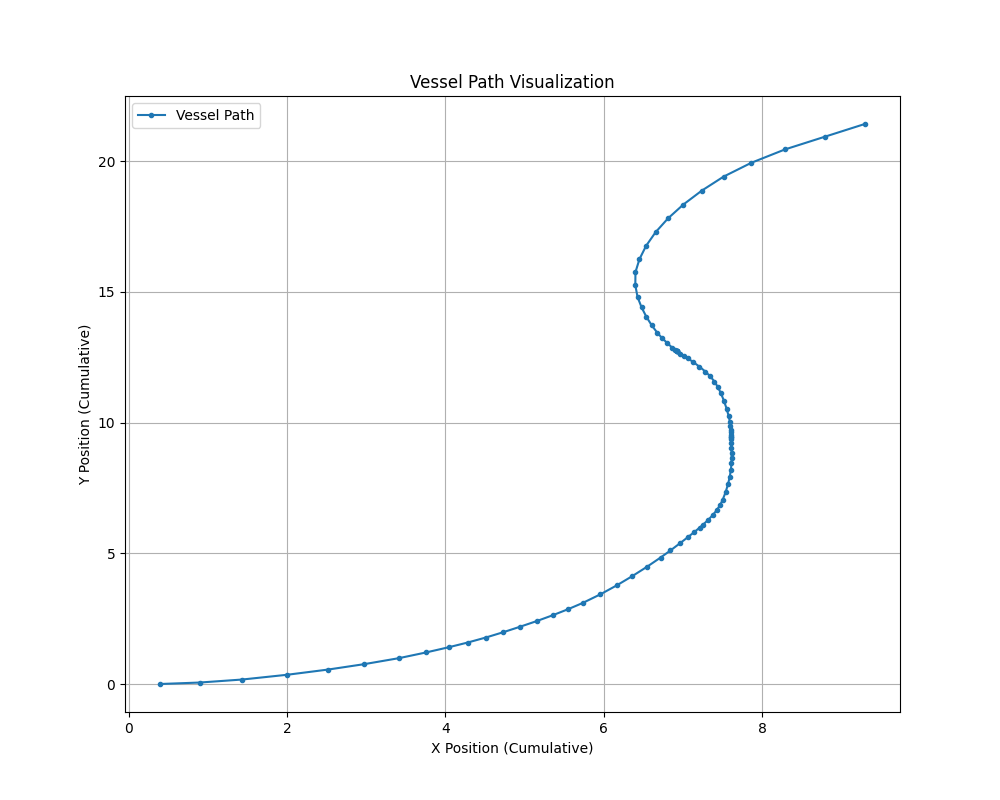 Vessel Path Visualization
Vessel Path
20
15
10
5
0
Y Position (Cumulative)
0 2 4 6 8
X Position (Cumulative)